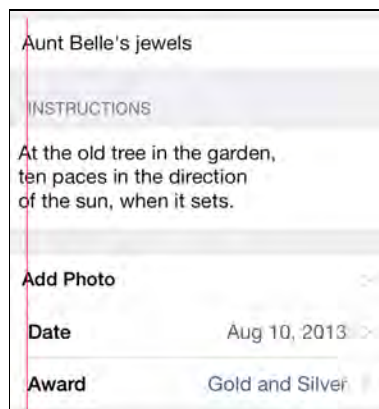 Aunt Belle's jewels
INSTRUCTIONS
At the old tree in the garden,
ten paces in the direction
of the sun, when it sets.
Add Photo
Date Aug 10, 2013
Award Gold and Silver